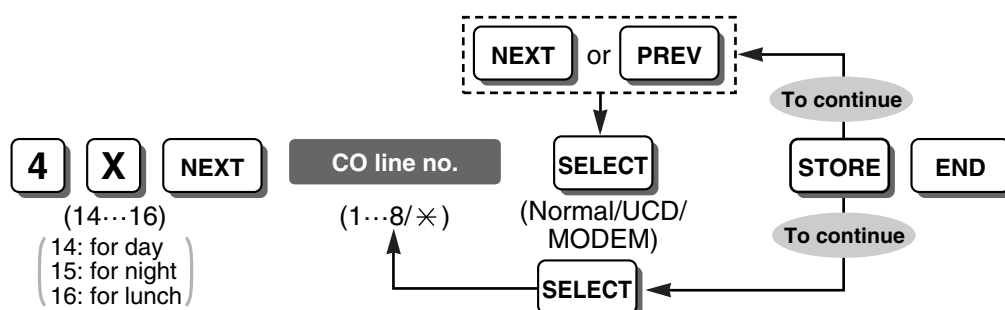 NEXT or PREV
To continue
4 X NEXT CO line no. SELECT STORE END
(14···16) (1···8/✳) (Normal/UCD/
MODEM)
To continue
14: for day
15: for night
16: for lunch
SELECT